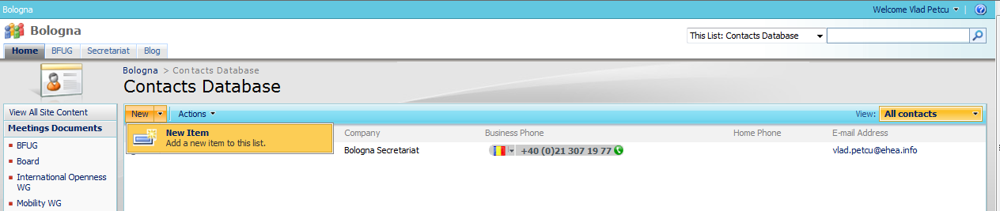 Bologna
Welcome Vlad Petcu
Bologna
This List: Contacts Database
Home BFUG Secretariat Blog
Bologna > Contacts Database
Contacts Database
View All Site Content
New Actions View: All contacts
Meetings Documents
New Item
Add a new item to this list.
Company Business Phone Home Phone E-mail Address
BFUG
Bologna Secretariat +40 (0)21 307 19 77 vlad.petcu@ehea.info
Board
International Openness
WG
Mobility WG